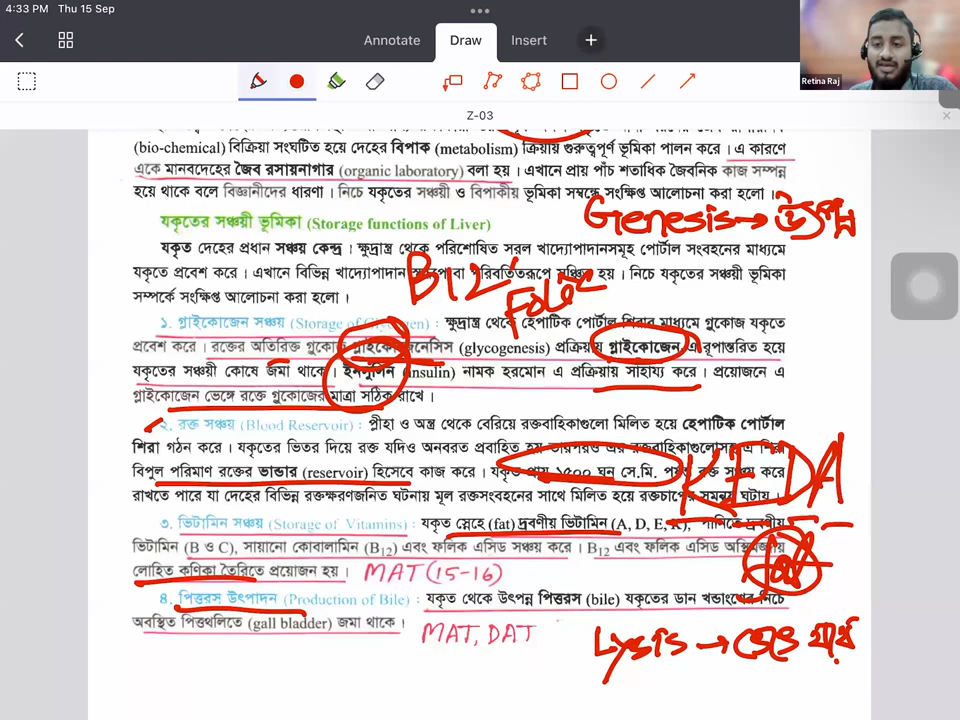 4:33 PM Thu 15 Sep
Annotate Draw Insert
Retina Raj
Z-03
(bio-chemical) বিক্রিয়া সংঘটিত হয়ে দেহের বিপাক (metabolism) ক্রিয়ায় গুরুত্বপূর্ণ ভূমিকা পালন করে। এ কারণে
একে মানবদেহের জৈব রসায়নাগার (organic laboratory) বলা হয়। এখানে প্রায় পাঁচ শতাধিক জৈবনিক কাজ সম্পন্ন
হয়ে থাকে বলে বিজ্ঞানীদের ধারণা। নিচে যকৃতের সঞ্চয়ী ও বিপাকীয় ভূমিকা সম্বন্ধে সংক্ষিপ্ত আলোচনা করা হলো।
Genesis → উৎপন্ন
যকৃতের সঞ্চয়ী ভূমিকা (Storage functions of Liver)
যকৃত দেহের প্রধান সঞ্চয় কেন্দ্র। ক্ষুদ্রান্ত্র থেকে পরিশোষিত সরল খাদ্যোপাদানসমূহ পোর্টাল সংবহনের মাধ্যমে
যকৃতে প্রবেশ করে। এখানে বিভিন্ন খাদ্যোপাদান বা পরিবর্তিতরূপে সঞ্চিত হয়। নিচে যকৃতের সঞ্চয়ী ভূমিকা
B12
সম্পর্কে সংক্ষিপ্ত আলোচনা করা হলো।
১. গ্লাইকোজেন সঞ্চয় (Storage of Glycogen) : ক্ষুদ্রান্ত্র থেকে হেপাটিক পোর্টাল শিরার মাধ্যমে গ্লুকোজ যকৃতে
প্রবেশ করে। রক্তের অতিরিক্ত গ্লুকোজ গ্লাইকোজেনেসিস (glycogenesis) প্রক্রিয়ায় গ্লাইকোজেন এ রূপান্তরিত হয়ে
যকৃতের সঞ্চয়ী কোষে জমা থাকে। ইনসুলিন (insulin) নামক হরমোন এ প্রক্রিয়ায় সাহায্য করে। প্রয়োজনে এ
গ্লাইকোজেন ভেঙ্গে রক্তে গ্লুকোজের মাত্রা সঠিক রাখে।
২. রক্ত সঞ্চয় (Blood Reservoir) : প্লীহা ও অন্ত্র থেকে বেরিয়ে রক্তবাহিকাগুলো মিলিত হয়ে হেপাটিক পোর্টাল
শিরা গঠন করে। যকৃতের ভিতর দিয়ে রক্ত যদিও অনবরত প্রবাহিত হয় তারপরও এর রক্তবাহিকাগুলোসহ এ শিরা
বিপুল পরিমাণ রক্তের ভান্ডার (reservoir) হিসেবে কাজ করে। যকৃত প্রায় ১৫০০ ঘন সে.মি. পর্যন্ত রক্ত সঞ্চয় করে
KEDA
রাখতে পারে যা দেহের বিভিন্ন রক্তক্ষরণজনিত ঘটনায় মূল রক্তসংবহনের সাথে মিলিত হয়ে রক্তচাপের সমন্বয় ঘটায়।
৩. ভিটামিন সঞ্চয় (Storage of Vitamins) : যকৃত স্নেহে (fat) দ্রবণীয় ভিটামিন (A, D, E, K), পানিতে দ্রবণীয়
ভিটামিন (B ও C), সায়ানো কোবালামিন (B12) এবং ফলিক এসিড সঞ্চয় করে। B12 এবং ফলিক এসিড অস্থিমজ্জায়
লোহিত কণিকা তৈরিতে প্রয়োজন হয়। MAT (15-16)
৪. পিত্তরস উৎপাদন (Production of Bile) : যকৃত থেকে উৎপন্ন পিত্তরস (bile) যকৃতের ডান খন্ডাংশের নিচে
অবস্থিত পিত্তথলিতে (gall bladder) জমা থাকে। MAT, DAT
Lysis →